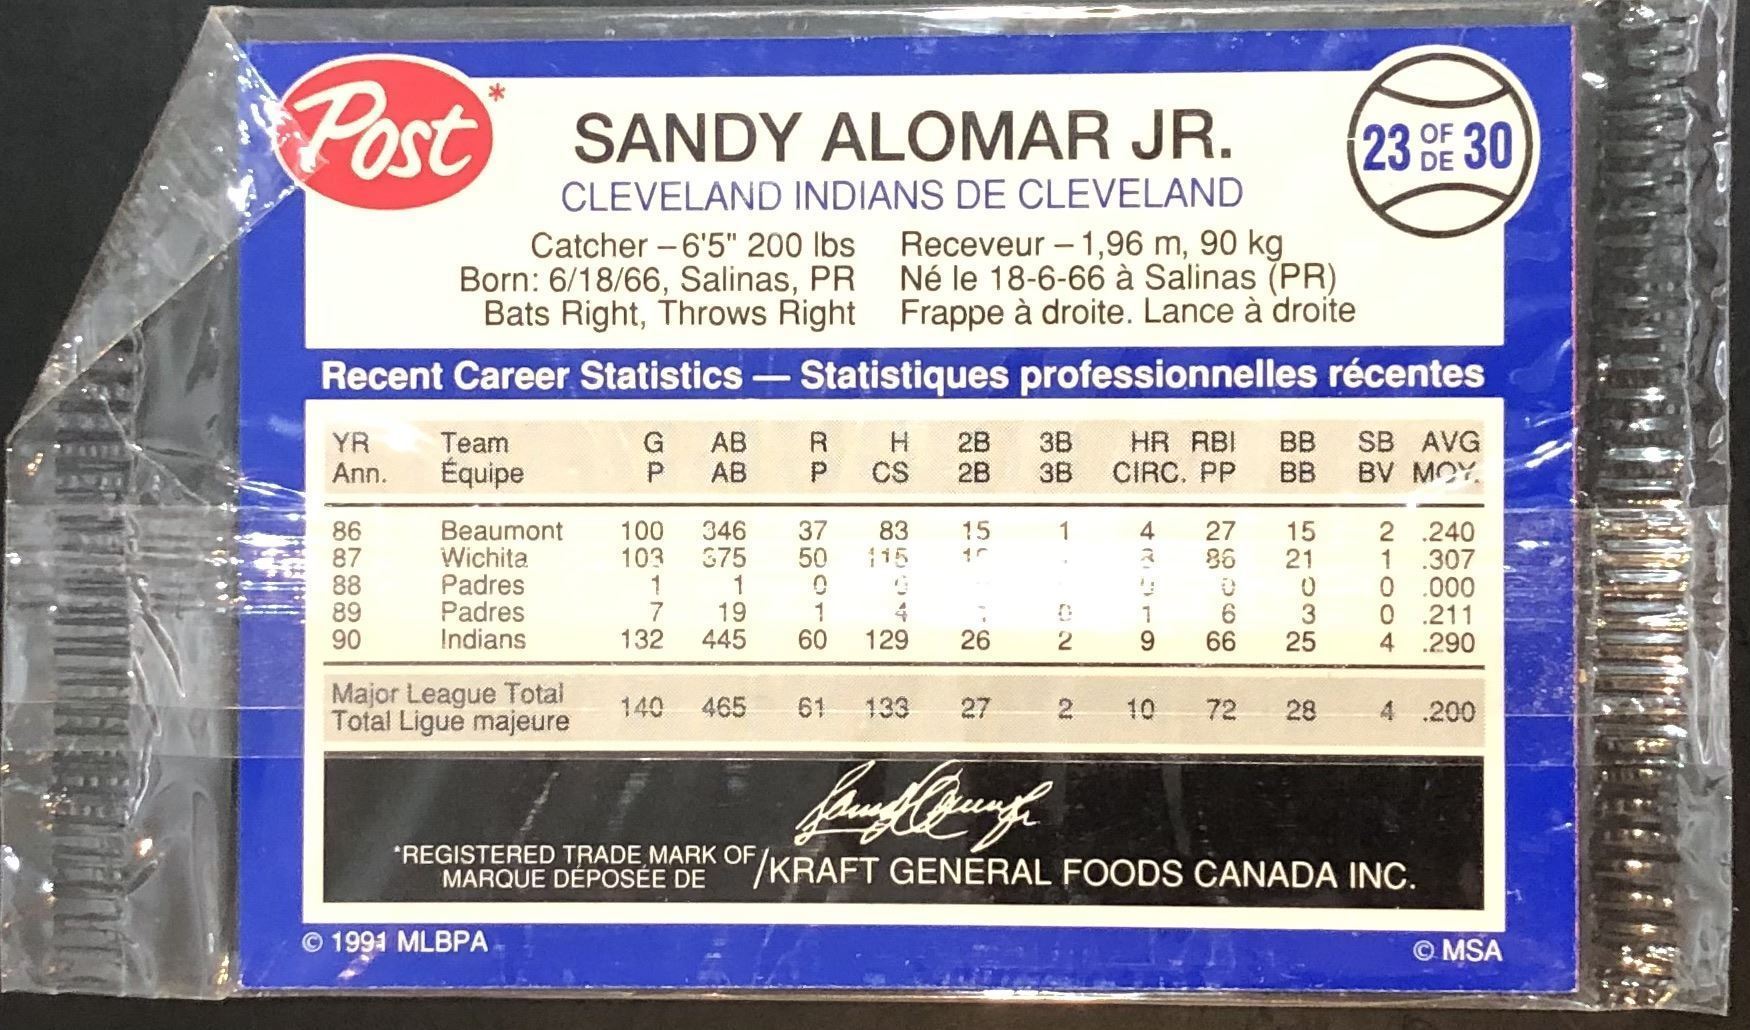 Post*
SANDY ALOMAR JR.
23 OF DE 30
CLEVELAND INDIANS DE CLEVELAND
Catcher – 6'5" 200 lbs
Born: 6/18/66, Salinas, PR
Bats Right, Throws Right
Receveur – 1,96 m, 90 kg
Né le 18-6-66 à Salinas (PR)
Frappe à droite. Lance à droite
Recent Career Statistics — Statistiques professionnelles récentes
YR Team G AB R H 2B 3B HR RBI BB SB AVG
Ann. Équipe P AB P CS 2B 3B CIRC. PP BB BV MOY.
86 Beaumont 100 346 37 83 15 1 4 27 15 2 .240
87 Wichita 103 375 50 115 86 21 1 .307
88 Padres 1 1 0 0 0 0 .000
89 Padres 7 19 1 4 0 1 6 3 0 .211
90 Indians 132 445 60 129 26 2 9 66 25 4 .290
Major League Total
Total Ligue majeure
140 465 61 133 27 2 10 72 28 4 .200
*REGISTERED TRADE MARK OF
MARQUE DÉPOSÉE DE
/KRAFT GENERAL FOODS CANADA INC.
© 1991 MLBPA
© MSA